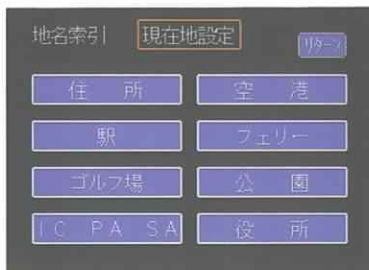 地名索引 現在地設定 リターン
住所 空港
駅 フェリー
ゴルフ場 公園
IC PA SA 役所